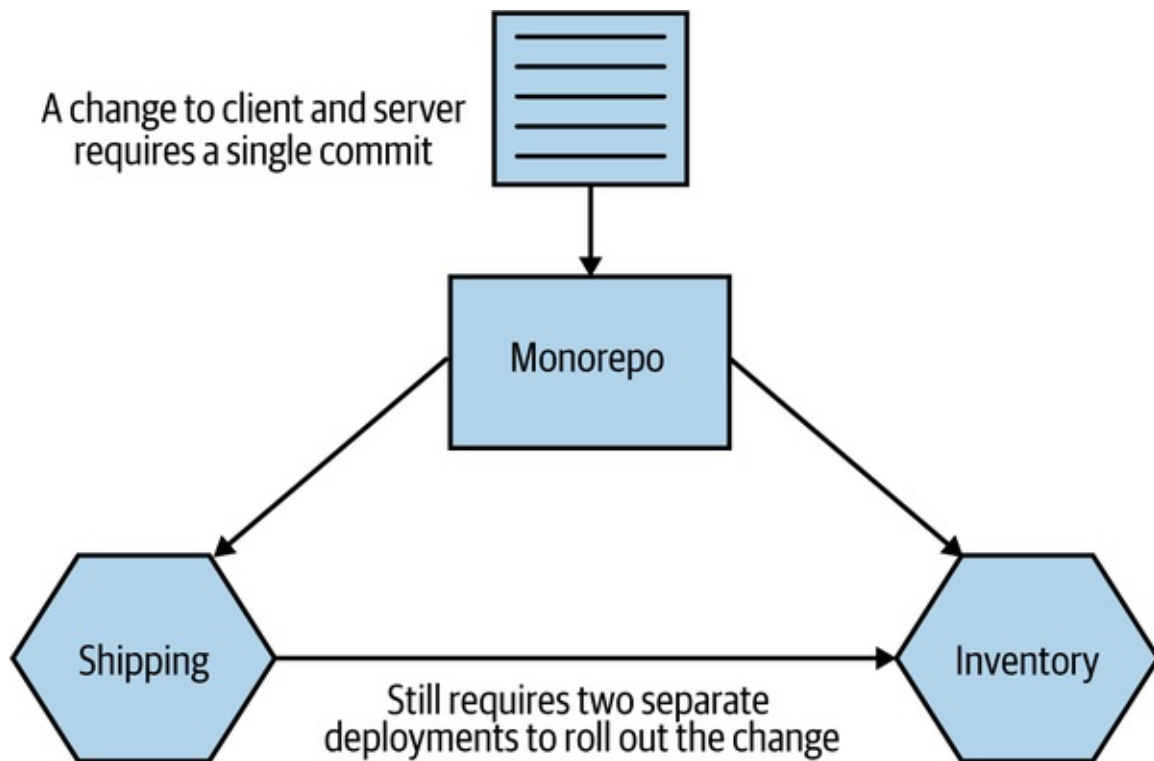 A change to client and server
requires a single commit
Monorepo
Shipping
Inventory
Still requires two separate
deployments to roll out the change